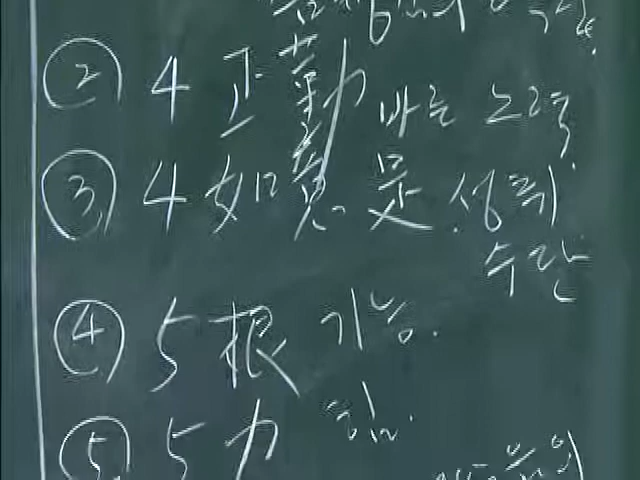 ② 4 正勤 바른 노력
③ 4 如意足 성취
수단
④ 5 根 기능.
⑤ 5 力 힘.